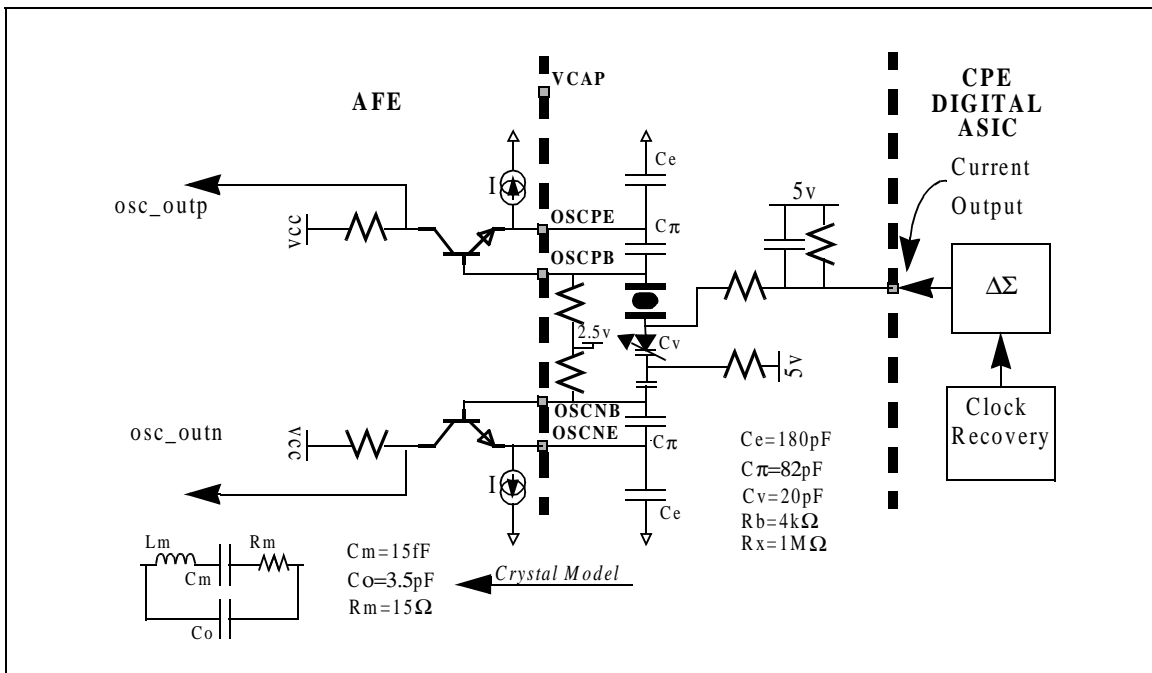 AFE
VCAP
CPE
DIGITAL
ASIC
Current
Output
Ce
I
5v
osc_outp
OSCPE
Cπ
vcc
OSCPB
ΔΣ
2.5v
Cv
5v
OSCNB
OSCNE
Clock
Recovery
osc_outn
vcc
Cπ
I
Ce
Ce=180pF
Cπ=82pF
Cv=20pF
Rb=4kΩ
Rx=1MΩ
Lm
Rm
Cm
Co
Cm=15fF
Co=3.5pF
Rm=15Ω
Crystal Model